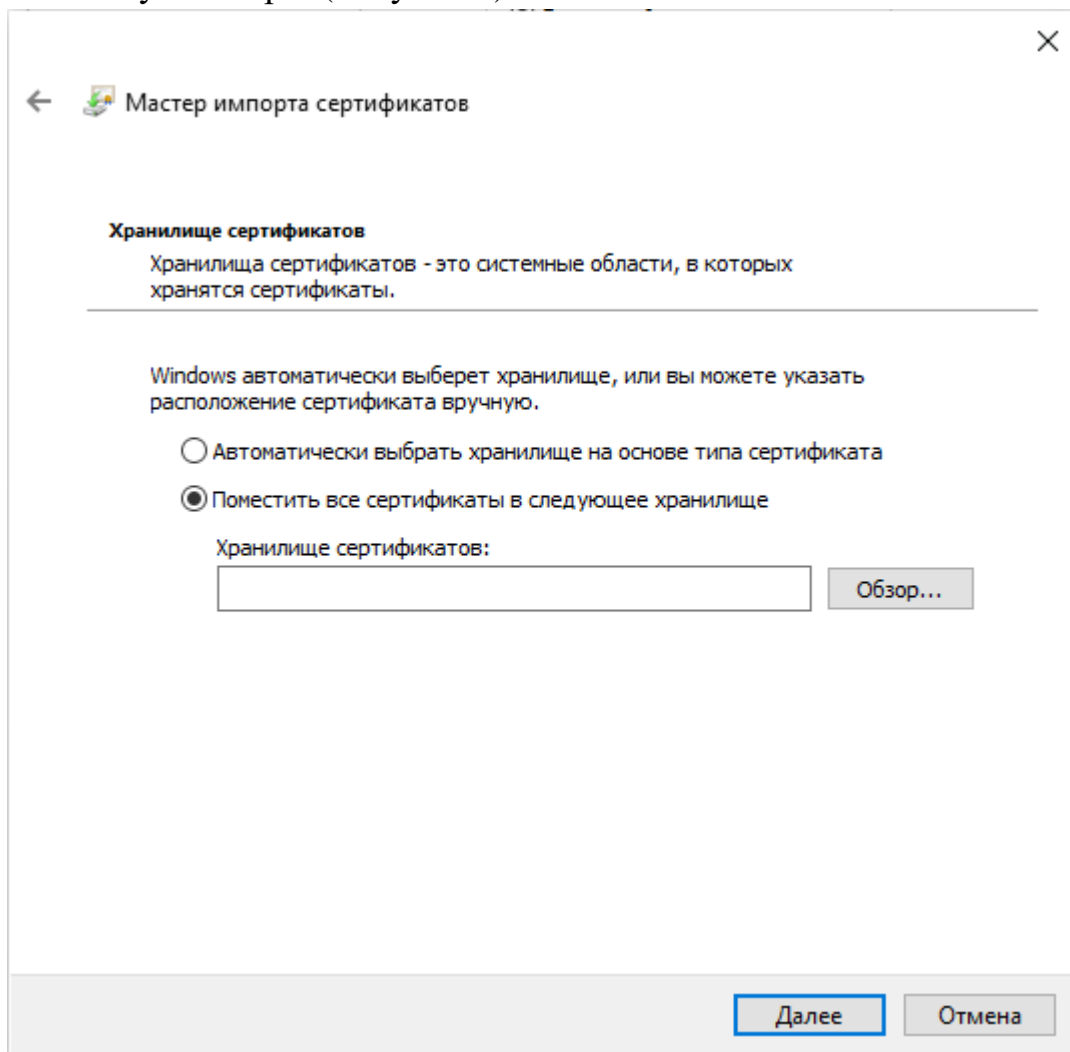 Мастер импорта сертификатов
Хранилище сертификатов
Хранилища сертификатов - это системные области, в которых
хранятся сертификаты.
Windows автоматически выберет хранилище, или вы можете указать
расположение сертификата вручную.
Автоматически выбрать хранилище на основе типа сертификата
Поместить все сертификаты в следующее хранилище
Хранилище сертификатов:
Обзор...
Далее
Отмена